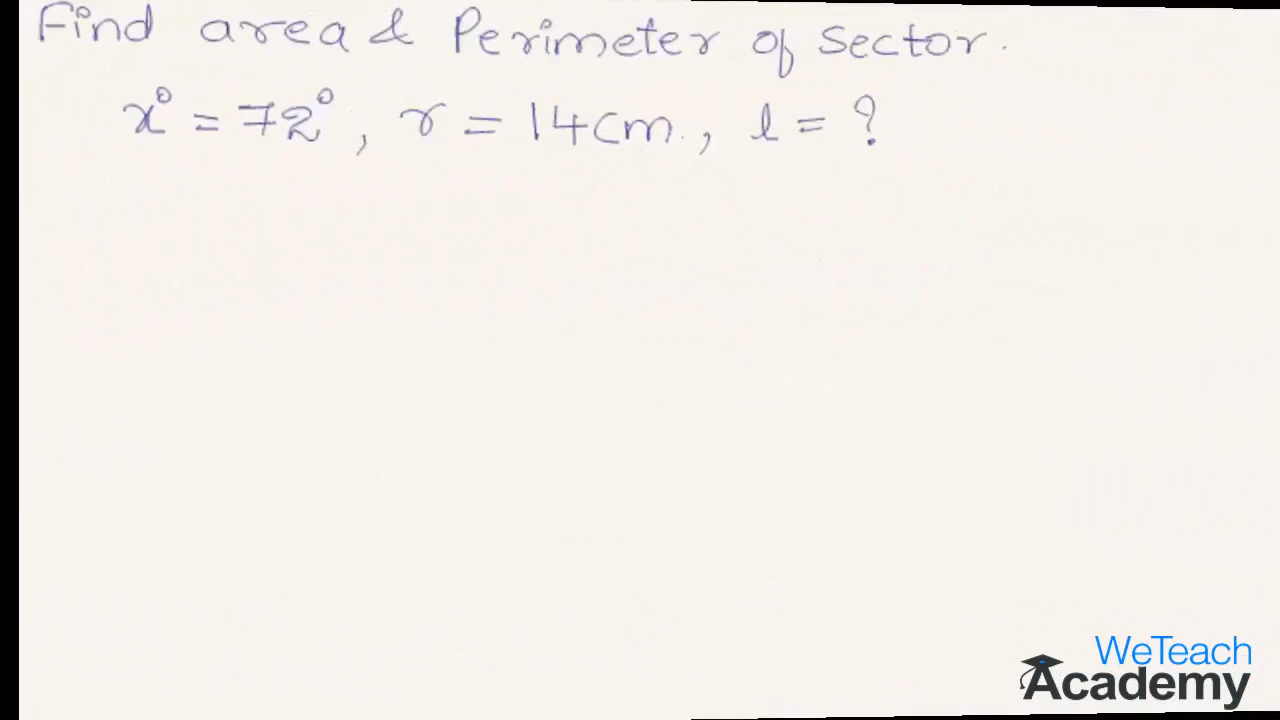 Find area & Perimeter of Sector.
x° = 72°, r = 14cm., l = ?
WeTeach
Academy